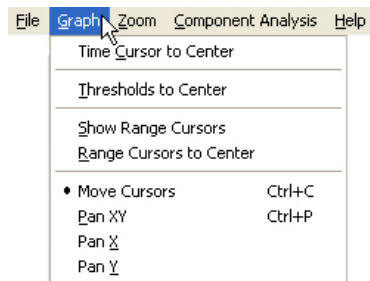 File Graph Zoom Component Analysis Help
Time Cursor to Center
Thresholds to Center
Show Range Cursors
Range Cursors to Center
• Move Cursors Ctrl+C
Pan XY Ctrl+P
Pan X
Pan Y